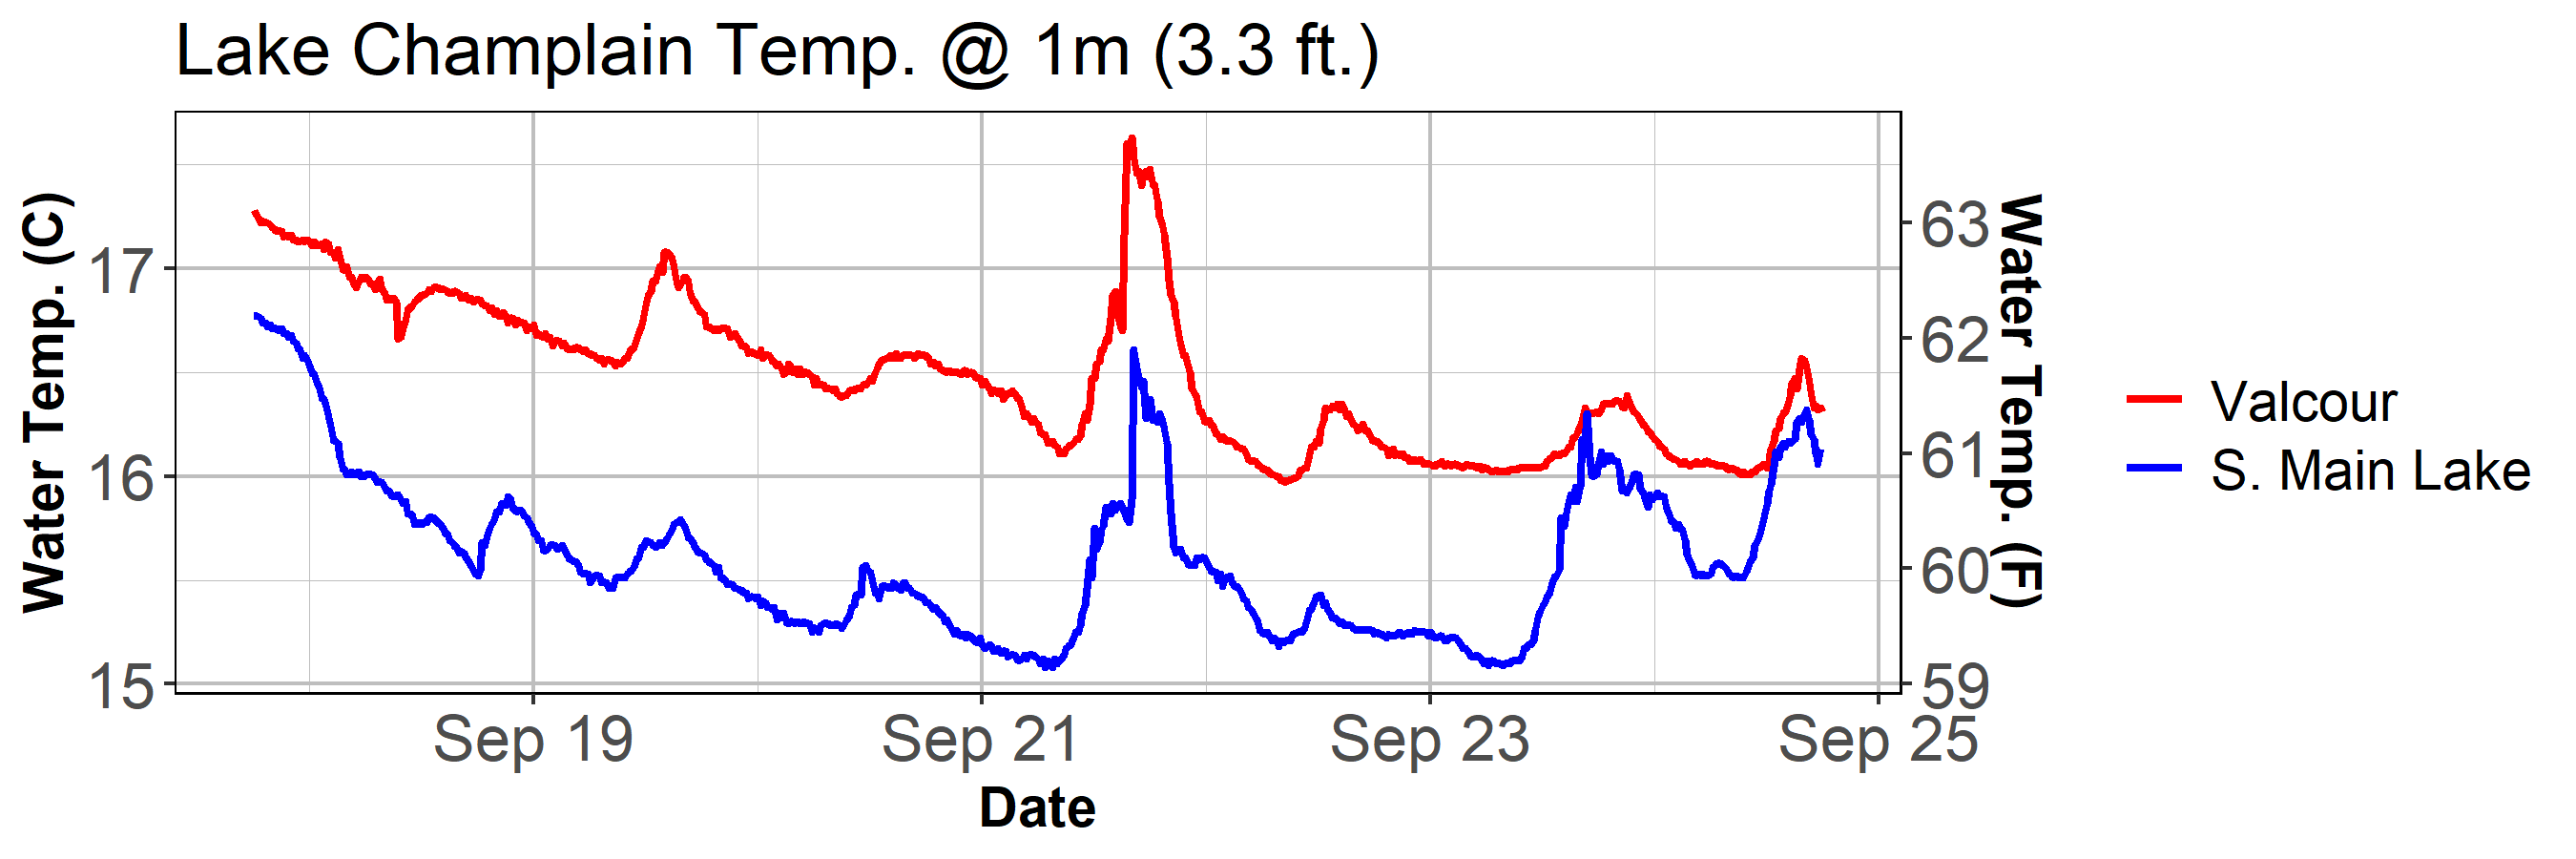 Lake Champlain Temp. @ 1m (3.3 ft.)
Water Temp. (C)
17
16
15
63
62
61
60
59
Water Temp. (F)
Sep 19
Sep 21
Sep 23
Sep 25
Date
Valcour
S. Main Lake